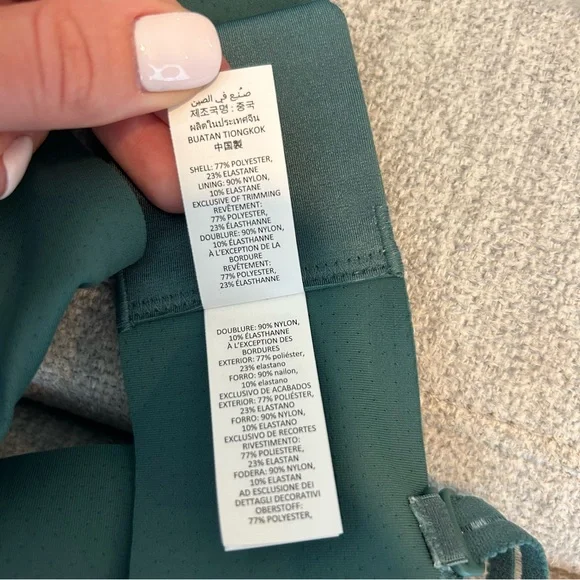 صنع في الصين
제조국명 : 중국
ผลิตในประเทศจีน
BUATAN TIONGKOK
中国製
SHELL: 77% POLYESTER,
23% ELASTANE
LINING: 90% NYLON,
10% ELASTANE
EXCLUSIVE OF TRIMMING
REVÊTEMENT:
77% POLYESTER,
23% ÉLASTHANNE
DOUBLURE: 90% NYLON,
10% ÉLASTHANNE
À L'EXCEPTION DE LA
BORDURE
REVÊTEMENT:
77% POLYESTER,
23% ÉLASTHANNE
DOUBLURE: 90% NYLON,
10% ÉLASTHANNE
À L'EXCEPTION DES
BORDURES
EXTERIOR: 77% poliéster,
23% elastano
FORRO: 90% nailon,
10% elastano
EXCLUSIVO DE ACABADOS
EXTERIOR: 77% POLIÉSTER,
23% ELASTANO
FORRO: 90% NYLON,
10% ELASTANO
EXCLUSIVO DE RECORTES
RIVESTIMENTO:
77% POLIESTERE,
23% ELASTAN
FODERA: 90% NYLON,
10% ELASTAN
AD ESCLUSIONE DEI
DETTAGLI DECORATIVI
OBERSTOFF:
77% POLYESTER,